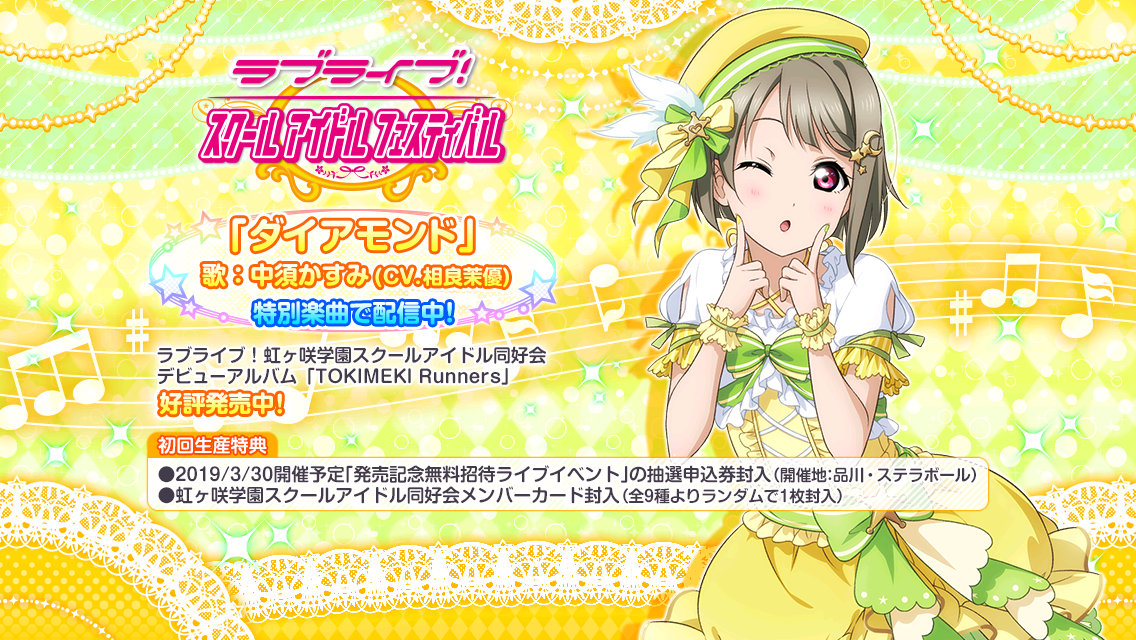 ラブライブ!
スクールアイドルフェスティバル
「ダイアモンド」
歌:中須かすみ(CV.相良茉優)
特別楽曲で配信中!
ラブライブ!虹ヶ咲学園スクールアイドル同好会
デビューアルバム「TOKIMEKI Runners」
好評発売中!
初回生産特典
●2019/3/30開催予定「発売記念無料招待ライブイベント」の抽選申込券封入(開催地:品川・ステラボール)
●虹ヶ咲学園スクールアイドル同好会メンバーカード封入(全9種よりランダムで1枚封入)